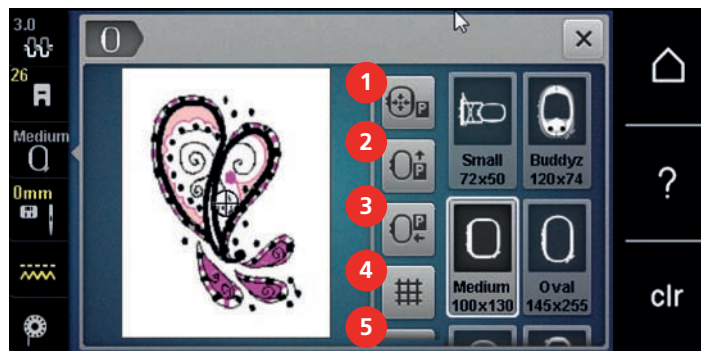 3.0
26
Medium
0mm
1
P
2
P
3
P
4
5
Small
72x50
Buddyz
120x74
Medium
100x130
Oval
145x255
?
clr